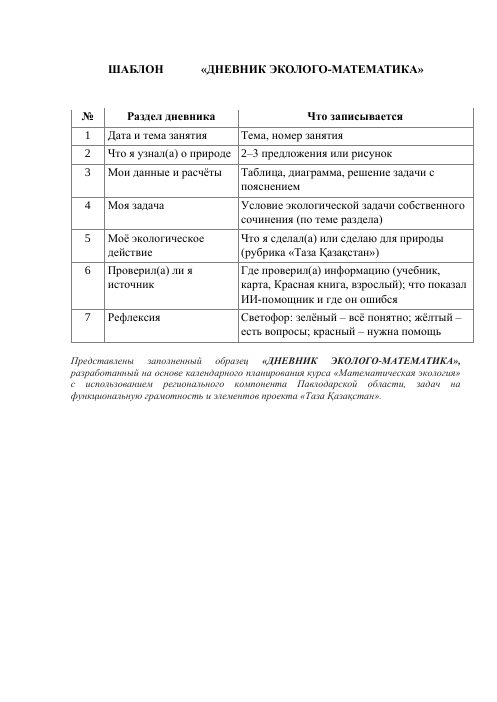 ШАБЛОН «ДНЕВНИК ЭКОЛОГО-МАТЕМАТИКА»
№ Раздел дневника Что записывается
1 Дата и тема занятия Тема, номер занятия
2 Что я узнал(а) о природе 2–3 предложения или рисунок
3 Мои данные и расчёты Таблица, диаграмма, решение задачи с
пояснением
4 Моя задача Условие экологической задачи собственного
сочинения (по теме раздела)
5 Моё экологическое Что я сделал(а) или сделаю для природы
действие (рубрика «Таза Қазақстан»)
6 Проверил(а) ли я Где проверил(а) информацию (учебник,
источник карта, Красная книга, взрослый); что показал
ИИ-помощник и где он ошибся
7 Рефлексия Светофор: зелёный – всё понятно; жёлтый –
есть вопросы; красный – нужна помощь
Представлены заполненный образец «ДНЕВНИК ЭКОЛОГО-МАТЕМАТИКА»,
разработанный на основе календарного планирования курса «Математическая экология»
с использованием регионального компонента Павлодарской области, задач на
функциональную грамотность и элементов проекта «Таза Қазақстан».